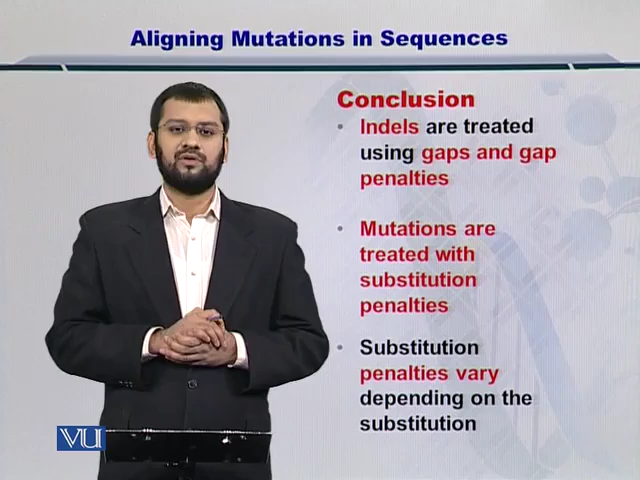 Aligning Mutations in Sequences
Conclusion
• Indels are treated
using gaps and gap
penalties
• Mutations are
treated with
substitution
penalties
• Substitution
penalties vary
depending on the
substitution
VU